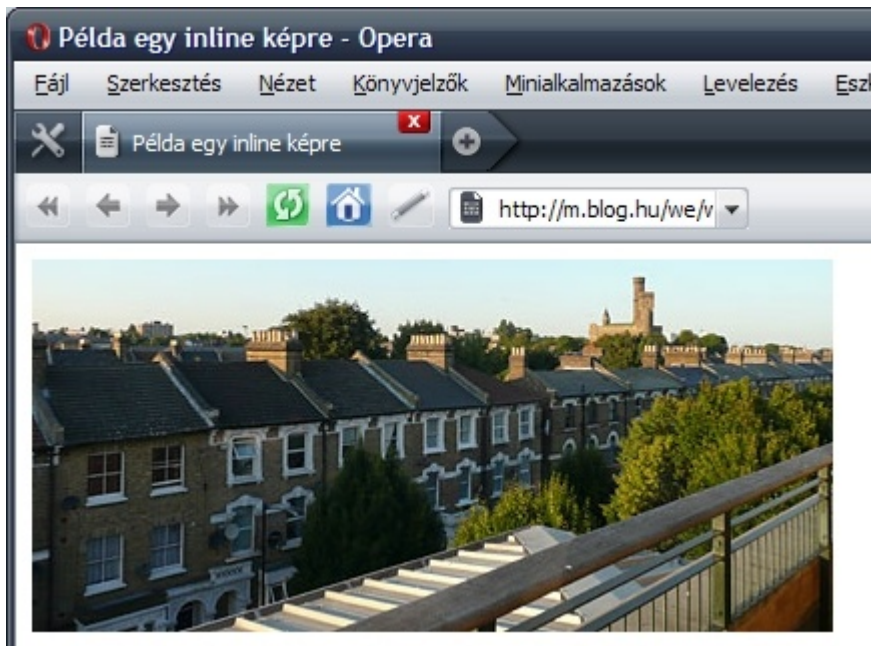 Példa egy inline képre - Opera
Fájl Szerkesztés Nézet Könyvjelzők Minialkalmazások Levelezés Eszk
Példa egy inline képre
http://m.blog.hu/we/v